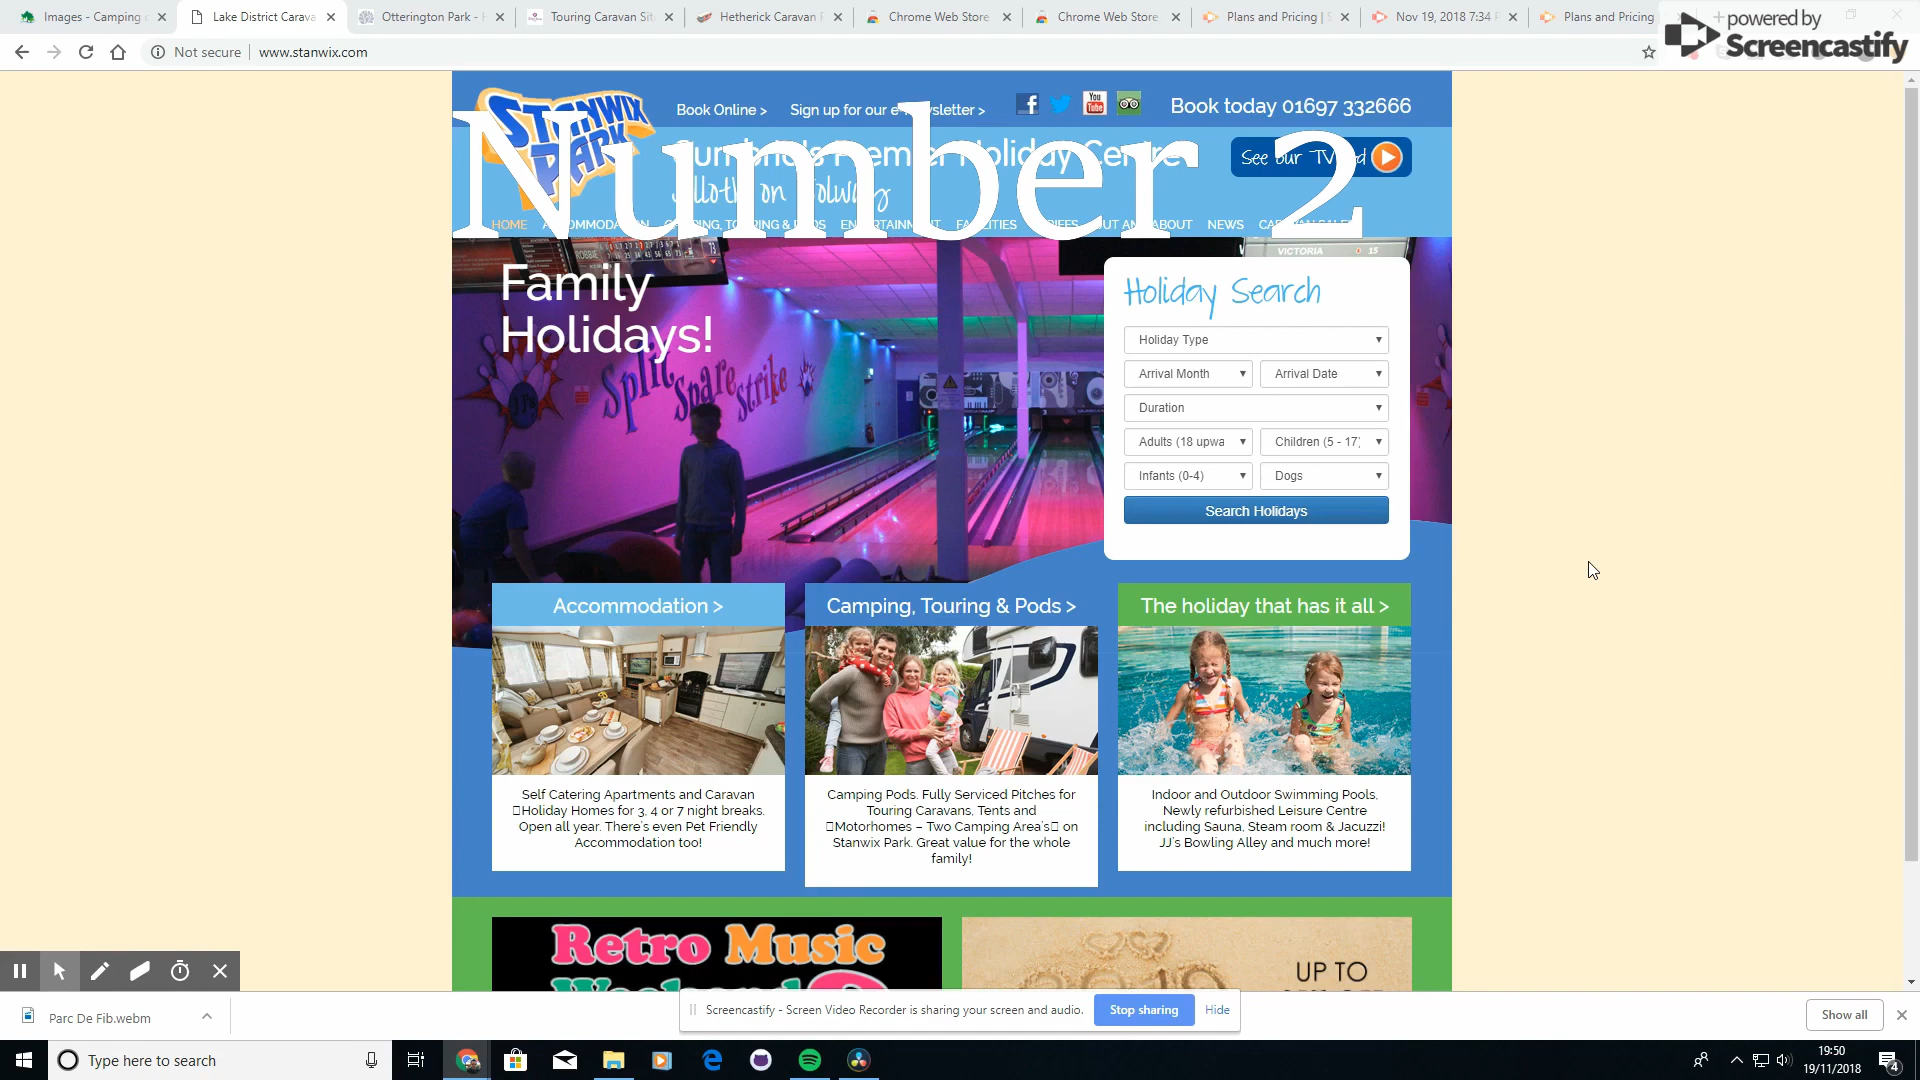 Images - Camping
Lake District Carava
Otterington Park -
Touring Caravan Sit
Hetherick Caravan
Chrome Web Store
Chrome Web Store
Plans and Pricing |
Nov 19, 2018 7:34
Plans and Pricing
powered by
Screencastify
Not secure
www.stanwix.com
STANWIX PARK
Book Online >
Sign up for our e-newsletter >
You Tube
Book today 01697 332666
Cumbria's Premier Holiday Centre
See our TV Ad
Silloth on Solway
Number 2
HOME
ACCOMMODATION
CAMPING, TOURING & PODS
ENTERTAINMENT
FACILITIES
TARIFFS
OUT AND ABOUT
NEWS
CARAVAN SALES
VICTORIA
15
Family
Holidays!
Split
Spare
Strike
Holiday Search
Holiday Type
Arrival Month
Arrival Date
Duration
Adults (18 upwa
Children (5 - 17)
Infants (0-4)
Dogs
Search Holidays
Accommodation >
Camping, Touring & Pods >
The holiday that has it all >
Self Catering Apartments and Caravan
Holiday Homes for 3, 4 or 7 night breaks.
Open all year. There's even Pet Friendly
Accommodation too!
Camping Pods. Fully Serviced Pitches for
Touring Caravans, Tents and
Motorhomes – Two Camping Area's on
Stanwix Park. Great value for the whole
family!
Indoor and Outdoor Swimming Pools,
Newly refurbished Leisure Centre
including Sauna, Steam room & Jacuzzi!
JJ's Bowling Alley and much more!
Retro Music
Weekend
2019
UP TO
Screencastify - Screen Video Recorder is sharing your screen and audio.
Stop sharing
Hide
Parc De Fib.webm
Show all
Type here to search
19:50
19/11/2018
4